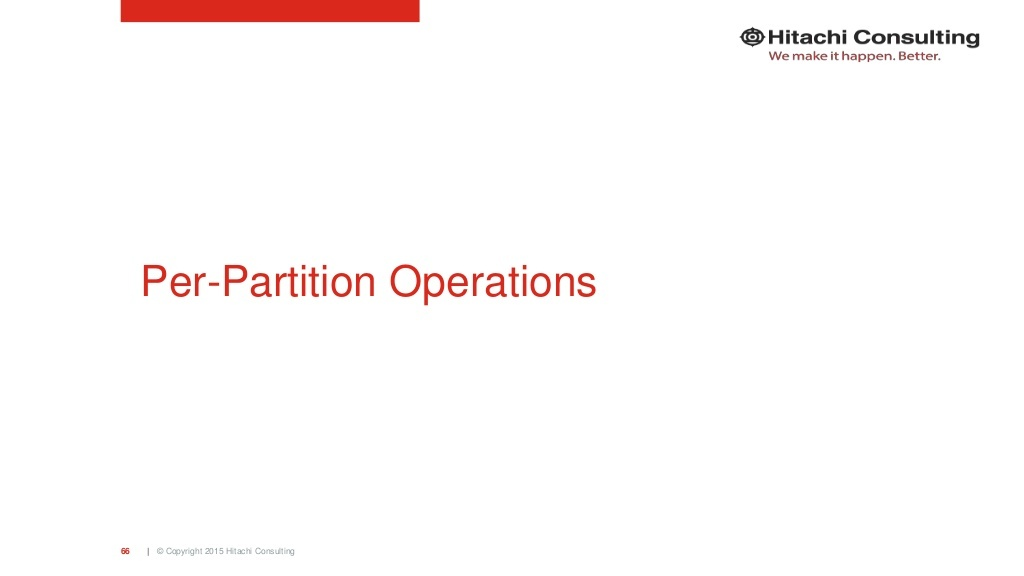 Hitachi Consulting
We make it happen. Better.
Per-Partition Operations
66 | © Copyright 2015 Hitachi Consulting